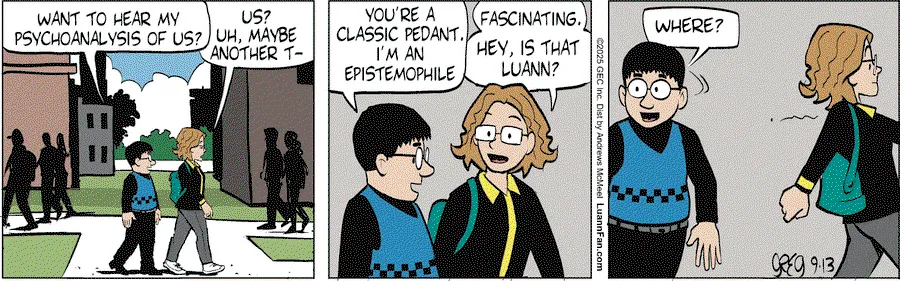 WANT TO HEAR MY
PSYCHOANALYSIS OF US?
US?
UH, MAYBE
ANOTHER T-
YOU'RE A
CLASSIC PEDANT.
I'M AN
EPISTEMOPHILE
FASCINATING.
HEY, IS THAT
LUANN?
©2025 GEC Inc. Dist by Andrews McMeel LuannFan.com
WHERE?
GREG 9.13